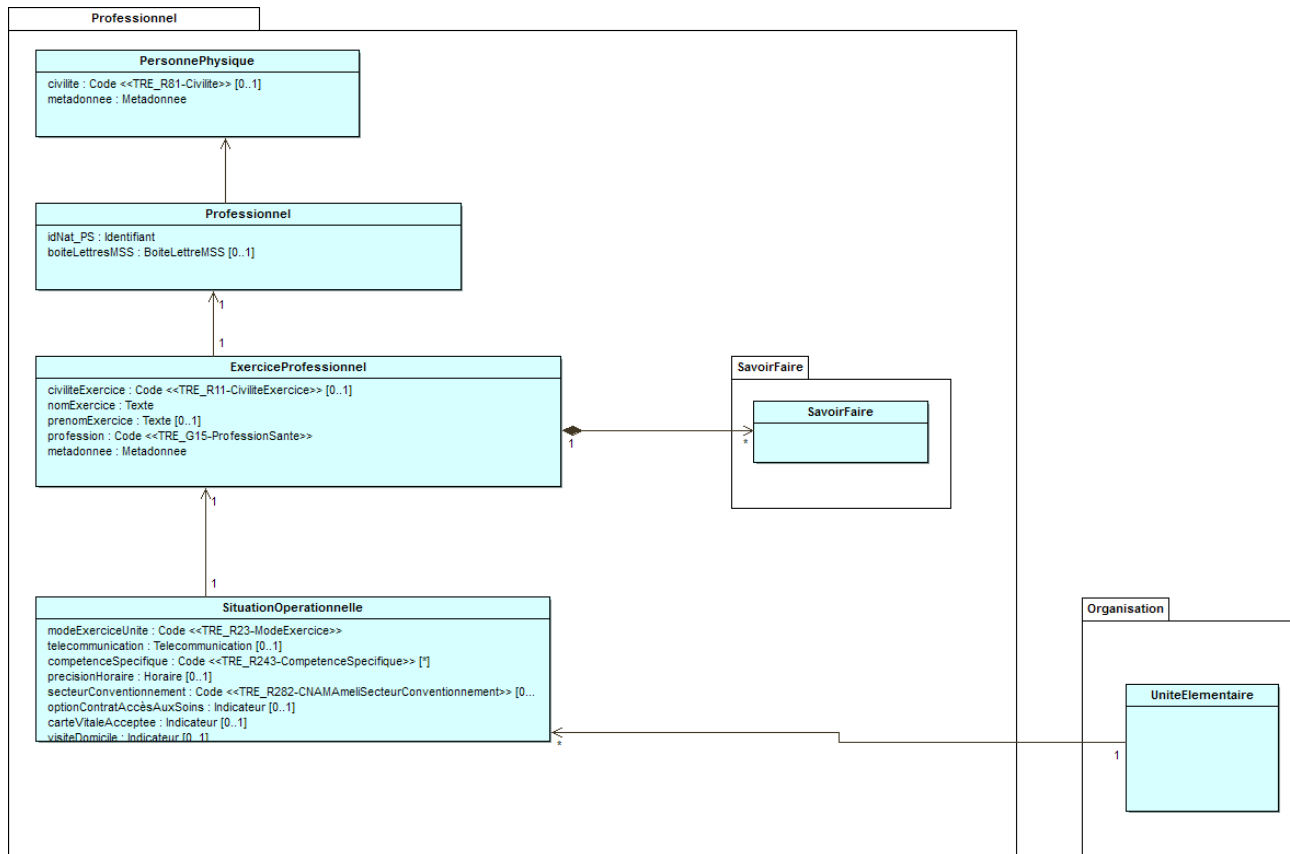 Professionnel
PersonnePhysique
civilite : Code <<TRE_R81-Civilite>> [0..1]
metadonnee : Metadonnee
Professionnel
idNat_PS : Identifiant
boiteLettresMSS : BoiteLettreMSS [0..1]
1
1
ExerciceProfessionnel
civiliteExercice : Code <<TRE_R11-CiviliteExercice>> [0..1]
nomExercice : Texte
prenomExercice : Texte [0..1]
profession : Code <<TRE_G15-ProfessionSante>>
metadonnee : Metadonnee
1
*
SavoirFaire
SavoirFaire
1
1
SituationOperationnelle
modeExerciceUnite : Code <<TRE_R23-ModeExercice>>
telecommunication : Telecommunication [0..1]
competenceSpecifique : Code <<TRE_R243-CompetenceSpecifique>> [*]
precisionHoraire : Horaire [0..1]
secteurConventionnement : Code <<TRE_R282-CNAMAmeliSecteurConventionnement>> [0...
optionContratAccèsAuxSoins : Indicateur [0..1]
carteVitaleAcceptee : Indicateur [0..1]
visiteDomicile : Indicateur [0..1]
*
1
Organisation
UniteElementaire